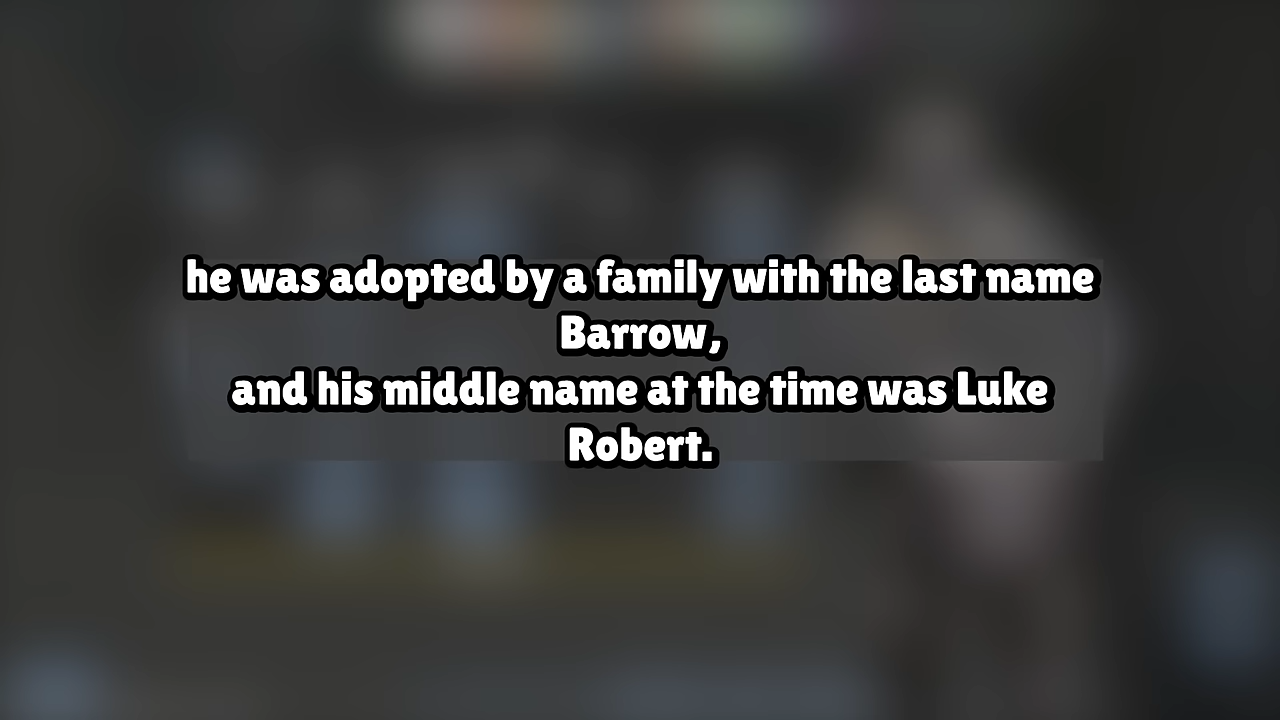 he was adopted by a family with the last name
Barrow,
and his middle name at the time was Luke
Robert.